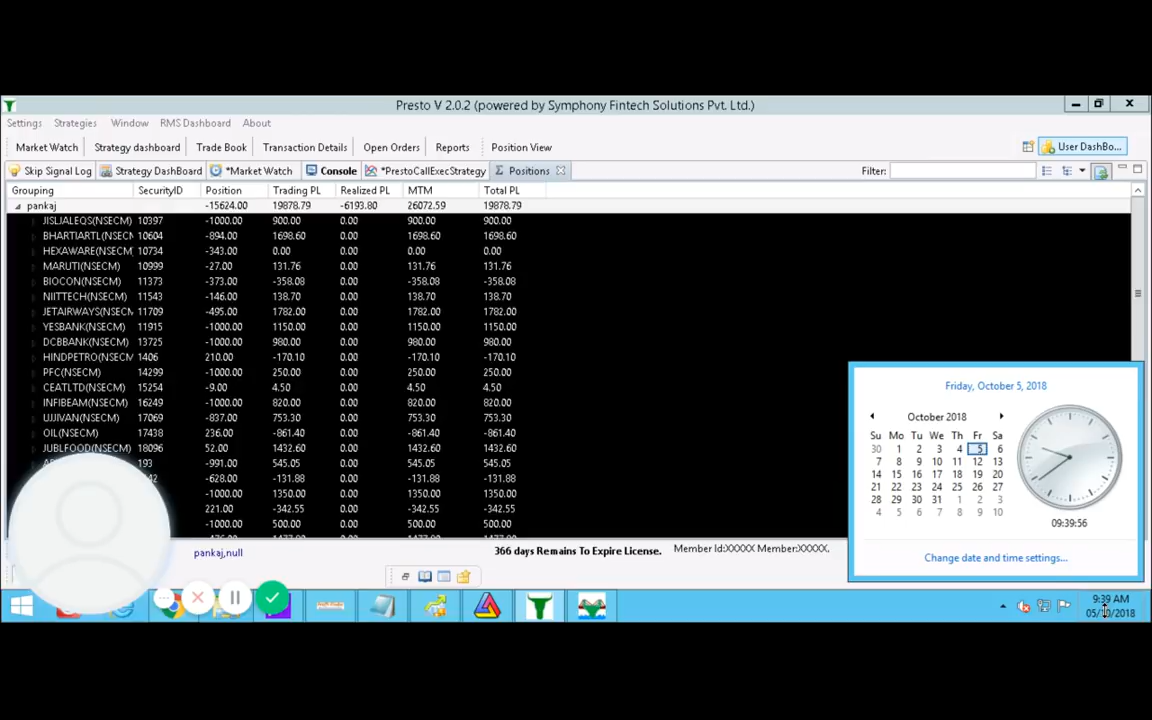 Presto V 2.0.2 (powered by Symphony Fintech Solutions Pvt. Ltd.)
Settings Strategies Window RMS Dashboard About
Market Watch Strategy dashboard Trade Book Transaction Details Open Orders Reports Position View User DashBo...
Skip Signal Log Strategy DashBoard *Market Watch Console *PrestoCallExecStrategy Positions Filter:
Grouping SecurityID Position Trading PL Realized PL MTM Total PL
pankaj -15624.00 19878.79 -6193.80 26072.59 19878.79
JISLJALEQS(NSECM) 10397 -1000.00 900.00 0.00 900.00 900.00
BHARTIARTL(NSECM 10604 -894.00 1698.60 0.00 1698.60 1698.60
HEXAWARE(NSECM) 10734 -343.00 0.00 0.00 0.00 0.00
MARUTI(NSECM) 10999 -27.00 131.76 0.00 131.76 131.76
BIOCON(NSECM) 11373 -373.00 -358.08 0.00 -358.08 -358.08
NIITTECH(NSECM) 11543 -146.00 138.70 0.00 138.70 138.70
JETAIRWAYS(NSECM) 11709 -495.00 1782.00 0.00 1782.00 1782.00
YESBANK(NSECM) 11915 -1000.00 1150.00 0.00 1150.00 1150.00
DCBBANK(NSECM) 13725 -1000.00 980.00 0.00 980.00 980.00
HINDPETRO(NSECM 1406 210.00 -170.10 0.00 -170.10 -170.10
PFC(NSECM) 14299 -1000.00 250.00 0.00 250.00 250.00
CEATLTD(NSECM) 15254 -9.00 4.50 0.00 4.50 4.50
INFIBEAM(NSECM) 16249 -1000.00 820.00 0.00 820.00 820.00
UJJIVAN(NSECM) 17069 -837.00 753.30 0.00 753.30 753.30
OIL(NSECM) 17438 236.00 -861.40 0.00 -861.40 -861.40
JUBLFOOD(NSECM) 18096 52.00 1432.60 0.00 1432.60 1432.60
193 -991.00 545.05 0.00 545.05 545.05
-628.00 -131.88 0.00 -131.88 -131.88
-1000.00 1350.00 0.00 1350.00 1350.00
221.00 -342.55 0.00 -342.55 -342.55
-1000.00 500.00 0.00 500.00 500.00
Friday, October 5, 2018
October 2018
Su Mo Tu We Th Fr Sa
30 1 2 3 4 5 6
7 8 9 10 11 12 13
14 15 16 17 18 19 20
21 22 23 24 25 26 27
28 29 30 31 1 2 3
4 5 6 7 8 9 10
09:39:56
Change date and time settings...
pankaj,null 366 days Remains To Expire License. Member Id:XXXXX Member:XXXXX,
9:39 AM
05/10/2018